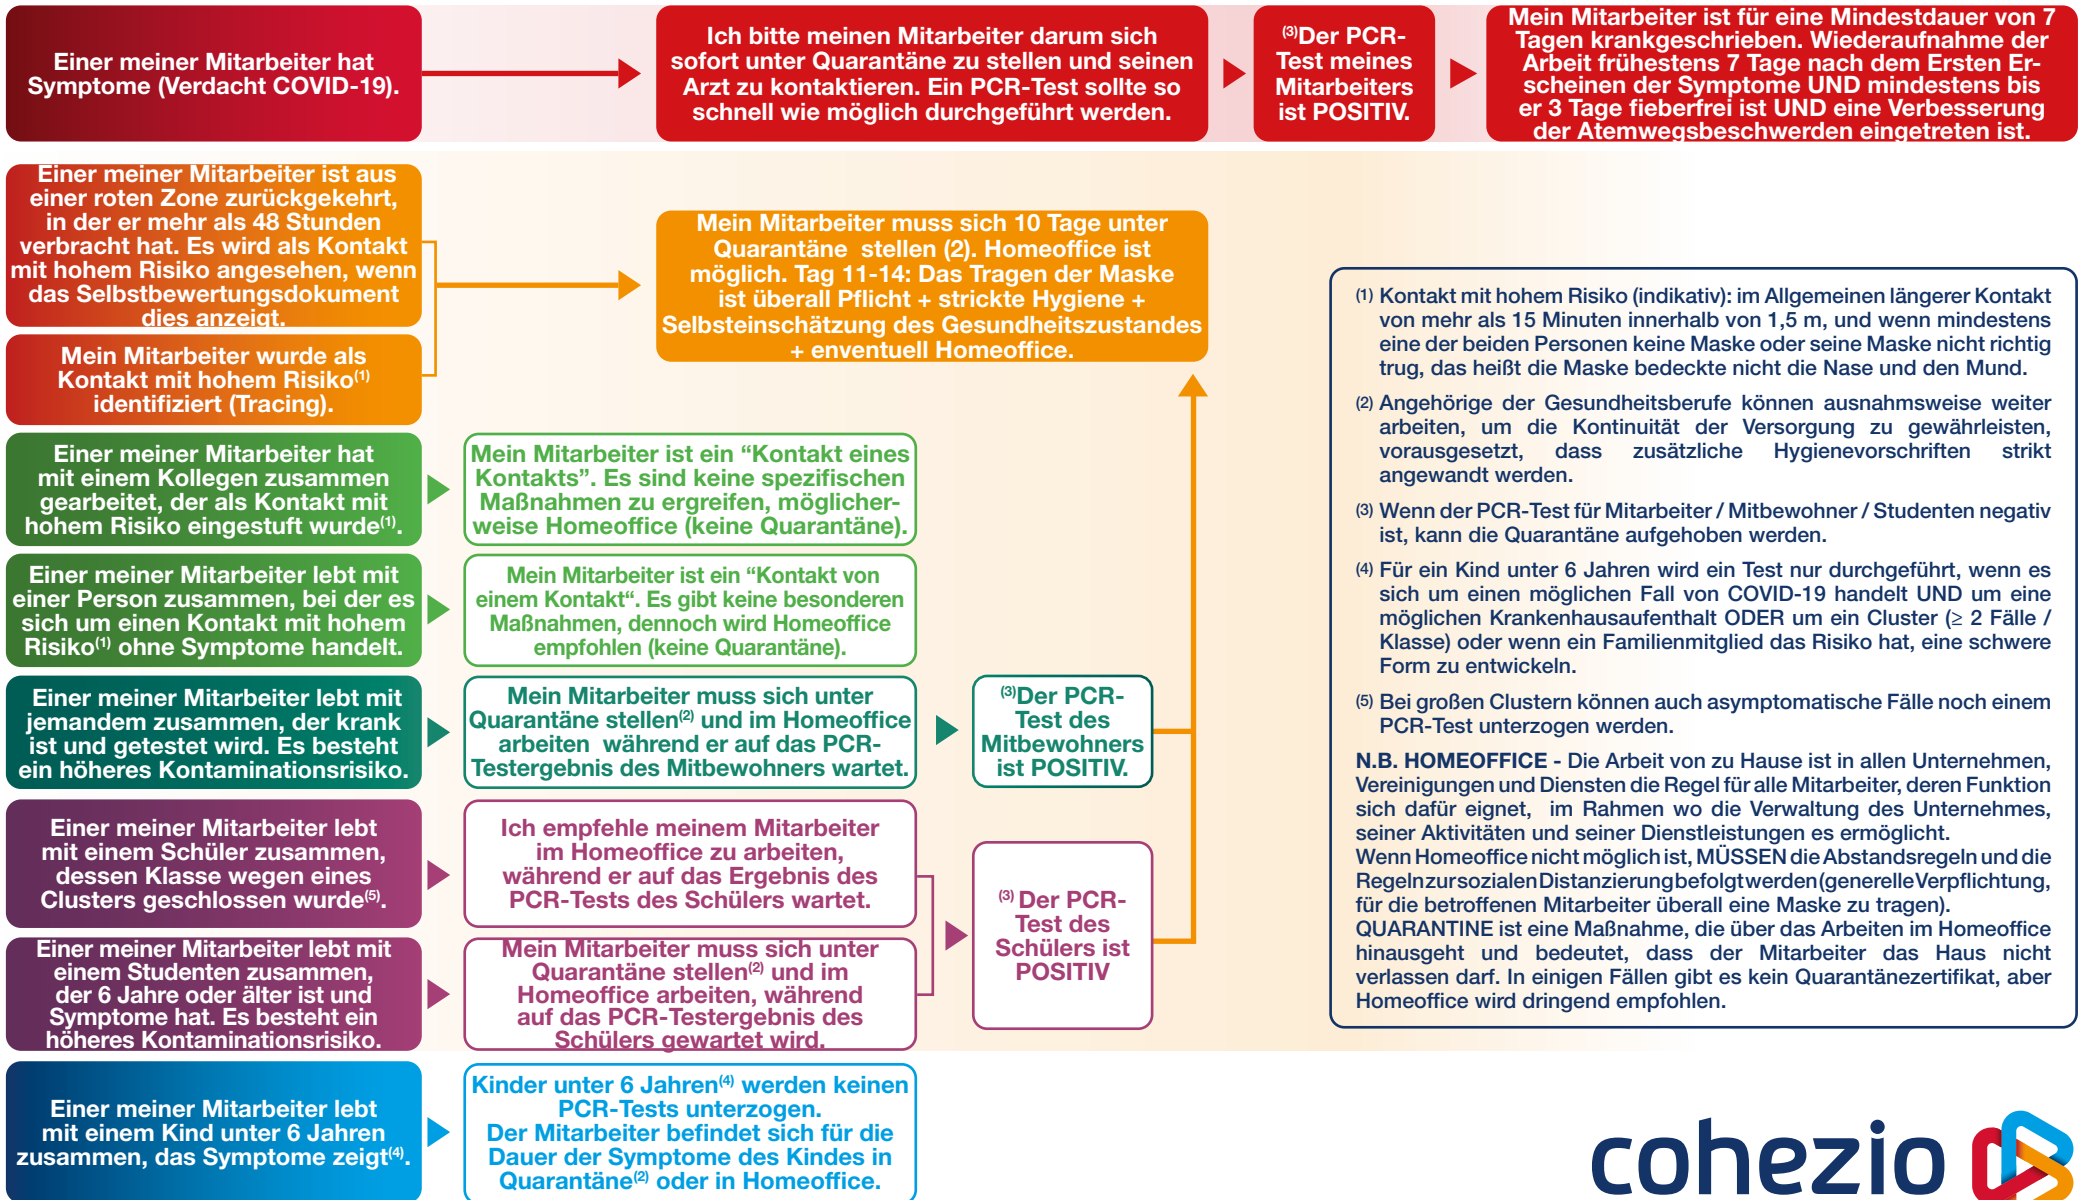 Einer meiner Mitarbeiter hat
Symptome (Verdacht COVID-19).
Ich bitte meinen Mitarbeiter darum sich
sofort unter Quarantäne zu stellen und seinen
Arzt zu kontaktieren. Ein PCR-Test sollte so
schnell wie möglich durchgeführt werden.
(3)Der PCR-
Test meines
Mitarbeiters
ist POSITIV.
Mein Mitarbeiter ist für eine Mindestdauer von 7
Tagen krankgeschrieben. Wiederaufnahme der
Arbeit frühestens 7 Tage nach dem Ersten Er-
scheinen der Symptome UND mindestens bis
er 3 Tage fieberfrei ist UND eine Verbesserung
der Atemwegsbeschwerden eingetreten ist.
Einer meiner Mitarbeiter ist aus
einer roten Zone zurückgekehrt,
in der er mehr als 48 Stunden
verbracht hat. Es wird als Kontakt
mit hohem Risiko angesehen, wenn
das Selbstbewertungsdokument
dies anzeigt.
Mein Mitarbeiter wurde als
Kontakt mit hohem Risiko(1)
identifiziert (Tracing).
Mein Mitarbeiter muss sich 10 Tage unter
Quarantäne stellen (2). Homeoffice ist
möglich. Tag 11-14: Das Tragen der Maske
ist überall Pflicht + strickte Hygiene +
Selbsteinschätzung des Gesundheitszustandes
+ enventuell Homeoffice.
Einer meiner Mitarbeiter hat
mit einem Kollegen zusammen
gearbeitet, der als Kontakt mit
hohem Risiko eingestuft wurde(1).
Mein Mitarbeiter ist ein “Kontakt eines
Kontakts”. Es sind keine spezifischen
Maßnahmen zu ergreifen, möglicher-
weise Homeoffice (keine Quarantäne).
Einer meiner Mitarbeiter lebt mit
einer Person zusammen, bei der es
sich um einen Kontakt mit hohem
Risiko(1) ohne Symptome handelt.
Mein Mitarbeiter ist ein “Kontakt von
einem Kontakt“. Es gibt keine besonderen
Maßnahmen, dennoch wird Homeoffice
empfohlen (keine Quarantäne).
Einer meiner Mitarbeiter lebt mit
jemandem zusammen, der krank
ist und getestet wird. Es besteht
ein höheres Kontaminationsrisiko.
Mein Mitarbeiter muss sich unter
Quarantäne stellen(2) und im Homeoffice
arbeiten während er auf das PCR-
Testergebnis des Mitbewohners wartet.
(3)Der PCR-
Test des
Mitbewohners
ist POSITIV.
Einer meiner Mitarbeiter lebt
mit einem Schüler zusammen,
dessen Klasse wegen eines
Clusters geschlossen wurde(5).
Ich empfehle meinem Mitarbeiter
im Homeoffice zu arbeiten,
während er auf das Ergebnis des
PCR-Tests des Schülers wartet.
Einer meiner Mitarbeiter lebt mit
einem Studenten zusammen,
der 6 Jahre oder älter ist und
Symptome hat. Es besteht ein
höheres Kontaminationsrisiko.
Mein Mitarbeiter muss sich unter
Quarantäne stellen(2) und im
Homeoffice arbeiten, während
auf das PCR-Testergebnis des
Schülers gewartet wird.
(3) Der PCR-
Test des
Schülers ist
POSITIV
Einer meiner Mitarbeiter lebt
mit einem Kind unter 6 Jahren
zusammen, das Symptome zeigt(4).
Kinder unter 6 Jahren(4) werden keinen
PCR-Tests unterzogen.
Der Mitarbeiter befindet sich für die
Dauer der Symptome des Kindes in
Quarantäne(2) oder in Homeoffice.
(1) Kontakt mit hohem Risiko (indikativ): im Allgemeinen längerer Kontakt
von mehr als 15 Minuten innerhalb von 1,5 m, und wenn mindestens
eine der beiden Personen keine Maske oder seine Maske nicht richtig
trug, das heißt die Maske bedeckte nicht die Nase und den Mund.
(2) Angehörige der Gesundheitsberufe können ausnahmsweise weiter
arbeiten, um die Kontinuität der Versorgung zu gewährleisten,
vorausgesetzt, dass zusätzliche Hygienevorschriften strikt
angewandt werden.
(3) Wenn der PCR-Test für Mitarbeiter / Mitbewohner / Studenten negativ
ist, kann die Quarantäne aufgehoben werden.
(4) Für ein Kind unter 6 Jahren wird ein Test nur durchgeführt, wenn es
sich um einen möglichen Fall von COVID-19 handelt UND um eine
möglichen Krankenhausaufenthalt ODER um ein Cluster (≥ 2 Fälle /
Klasse) oder wenn ein Familienmitglied das Risiko hat, eine schwere
Form zu entwickeln.
(5) Bei großen Clustern können auch asymptomatische Fälle noch einem
PCR-Test unterzogen werden.
N.B. HOMEOFFICE - Die Arbeit von zu Hause ist in allen Unternehmen,
Vereinigungen und Diensten die Regel für alle Mitarbeiter, deren Funktion
sich dafür eignet, im Rahmen wo die Verwaltung des Unternehmes,
seiner Aktivitäten und seiner Dienstleistungen es ermöglicht.
Wenn Homeoffice nicht möglich ist, MÜSSEN die Abstandsregeln und die
Regeln zur sozialen Distanzierung befolgt werden (generelle Verpflichtung,
für die betroffenen Mitarbeiter überall eine Maske zu tragen).
QUARANTINE ist eine Maßnahme, die über das Arbeiten im Homeoffice
hinausgeht und bedeutet, dass der Mitarbeiter das Haus nicht
verlassen darf. In einigen Fällen gibt es kein Quarantänezertifikat, aber
Homeoffice wird dringend empfohlen.
cohezio